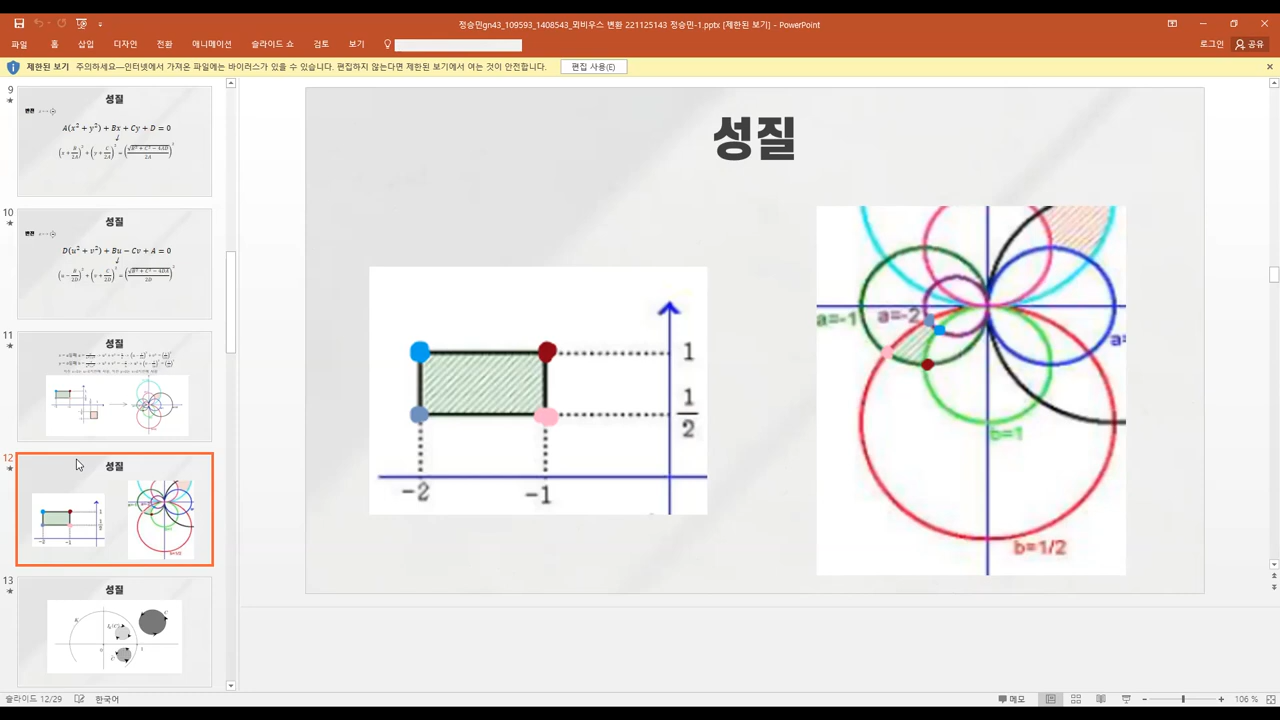 정승민gn43_109593_1408543_뫼비우스 변환 221125143 정승민-1.pptx [제한된 보기] - PowerPoint
파일 홈 삽입 디자인 전환 애니메이션 슬라이드 쇼 검토 보기 로그인 공유
제한된 보기 주의하세요—인터넷에서 가져온 파일에는 바이러스가 있을 수 있습니다. 편집하지 않는다면 제한된 보기에서 여는 것이 안전합니다. 편집 사용(E)
9
성질
변환
A(x² + y²) + Bx + Cy + D = 0
10
성질
변환
D(u² + v²) + Bu − Cv + A = 0
11
성질
12
성질
13
성질
성질
1
1/2
-2
-1
a=-1
a=-2
a=
b=1
b=1/2
슬라이드 12/29 한국어 메모 106 %